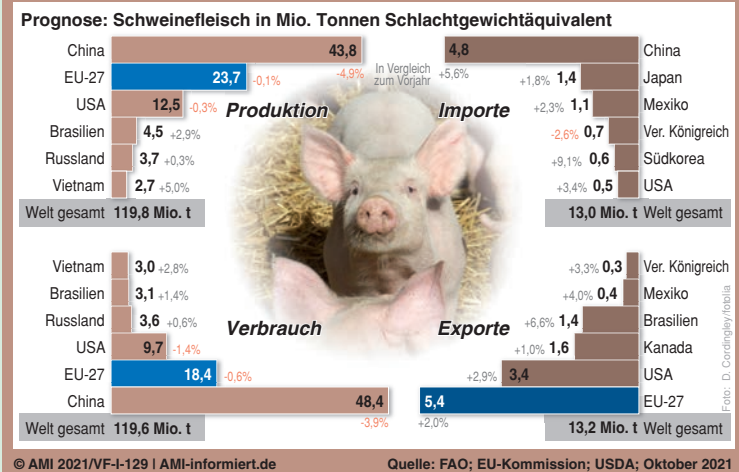 Prognose: Schweinefleisch in Mio. Tonnen Schlachtgewichtäquivalent
Produktion
China 43,8 -4,9%
In Vergleich
zum Vorjahr
EU-27 23,7 -0,1%
USA 12,5 -0,3%
Brasilien 4,5 +2,9%
Russland 3,7 +0,3%
Vietnam 2,7 +5,0%
Welt gesamt 119,8 Mio. t
Importe
+5,6% 4,8 China
+1,8% 1,4 Japan
+2,3% 1,1 Mexiko
-2,6% 0,7 Ver. Königreich
+9,1% 0,6 Südkorea
+3,4% 0,5 USA
13,0 Mio. t Welt gesamt
Vietnam 3,0 +2,8%
Brasilien 3,1 +1,4%
Russland 3,6 +0,6%
Verbrauch
USA 9,7 -1,4%
EU-27 18,4 -0,6%
China 48,4 -3,9%
Welt gesamt 119,6 Mio. t
+3,3% 0,3 Ver. Königreich
+4,0% 0,4 Mexiko
+6,6% 1,4 Brasilien
Exporte
+1,0% 1,6 Kanada
+2,9% 3,4 USA
+2,0% 5,4 EU-27
13,2 Mio. t Welt gesamt
Foto: D. Cordingley/fotolia
© AMI 2021/VF-I-129 | AMI-informiert.de
Quelle: FAO; EU-Kommission; USDA; Oktober 2021